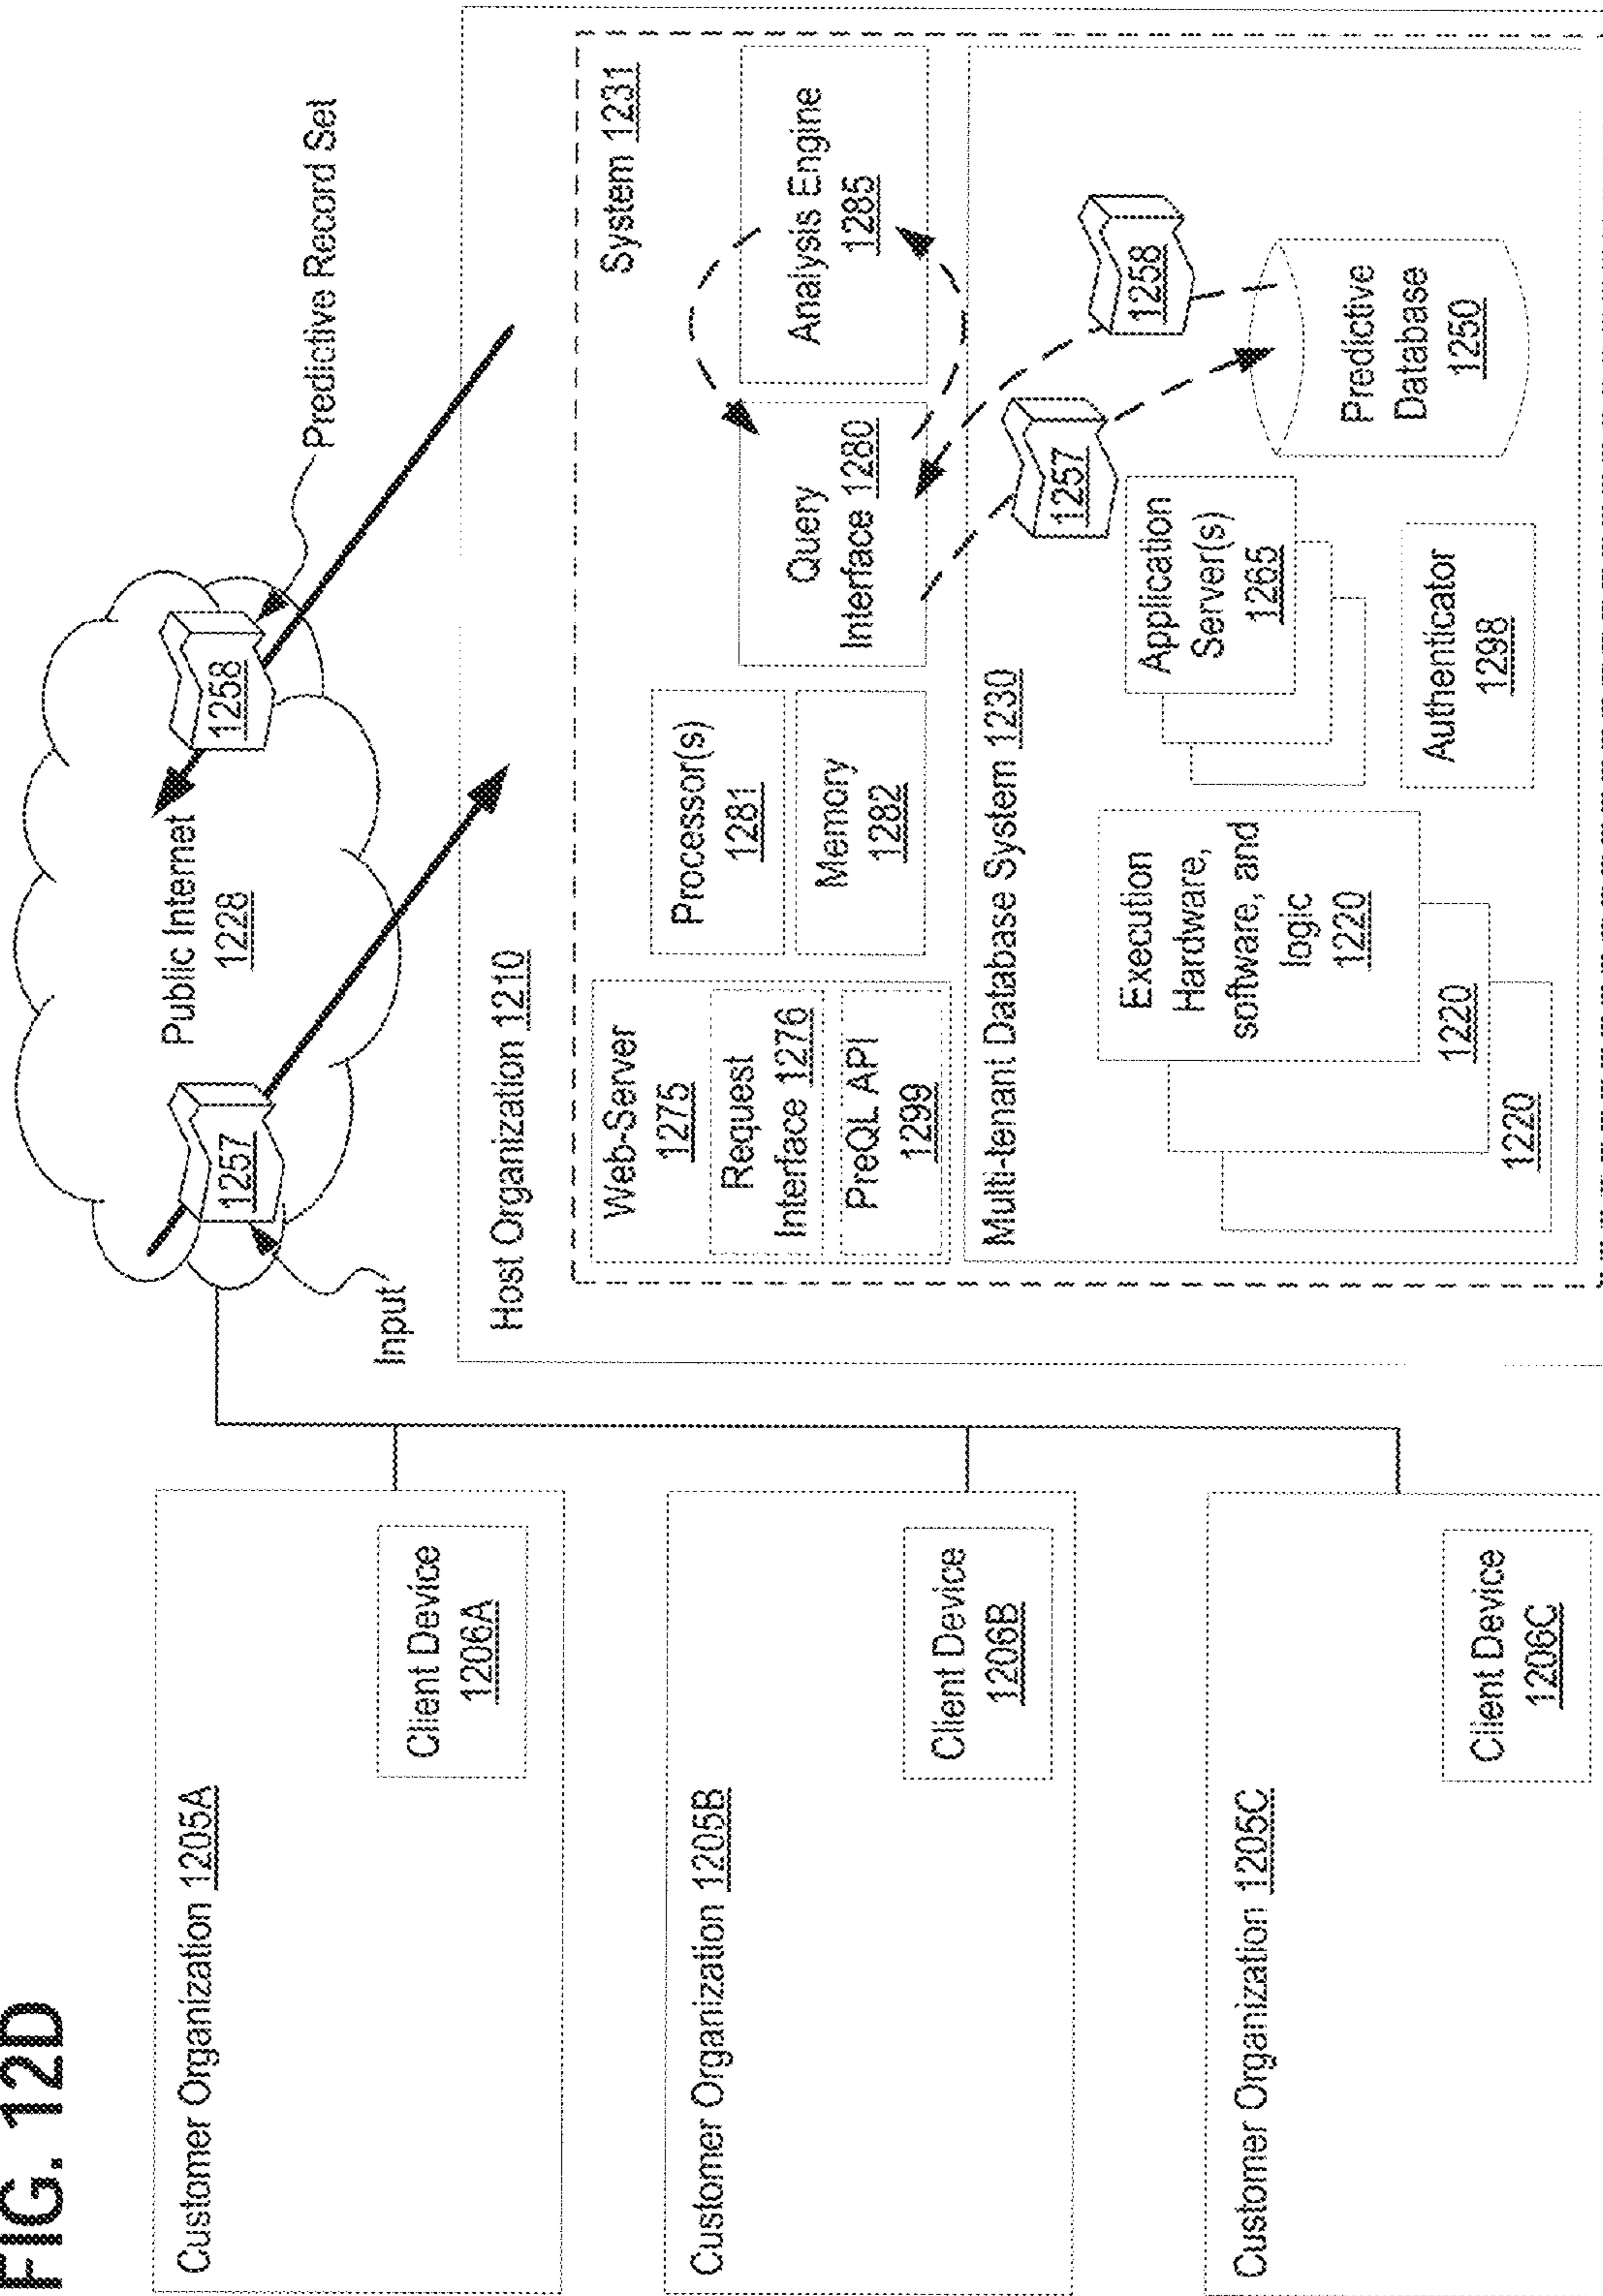 FIG. 12D
Customer Organization 1205A
Client Device
1206A
Customer Organization 1205B
Client Device
1206B
Customer Organization 1205C
Client Device
1206C
Public Internet
1228
1257
1258
Input
Predictive Record Set
Host Organization 1210
System 1231
Web-Server
1275
Request
Interface 1276
PreQL API
1299
Processor(s)
1281
Memory
1282
Query
Interface 1280
Analysis Engine
1285
Multi-tenant Database System 1230
1257
1258
Execution
Hardware,
software, and
logic
1220
1220
1220
Application
Server(s)
1265
Authenticator
1298
Predictive
Database
1250